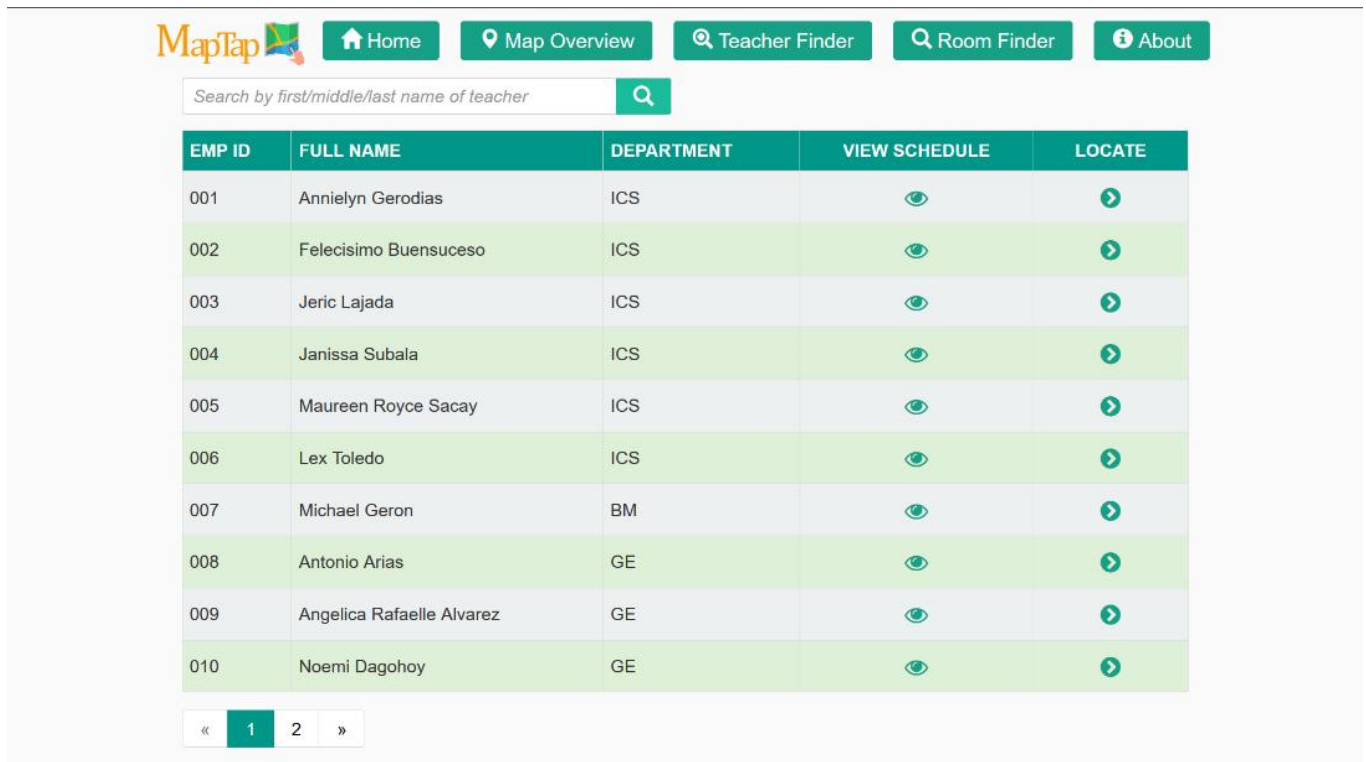 MapTap Home Map Overview Teacher Finder Room Finder About
Search by first/middle/last name of teacher
EMP ID FULL NAME DEPARTMENT VIEW SCHEDULE LOCATE
001 Annielyn Gerodias ICS
002 Felecisimo Buensuceso ICS
003 Jeric Lajada ICS
004 Janissa Subala ICS
005 Maureen Royce Sacay ICS
006 Lex Toledo ICS
007 Michael Geron BM
008 Antonio Arias GE
009 Angelica Rafaelle Alvarez GE
010 Noemi Dagohoy GE
« 1 2 »